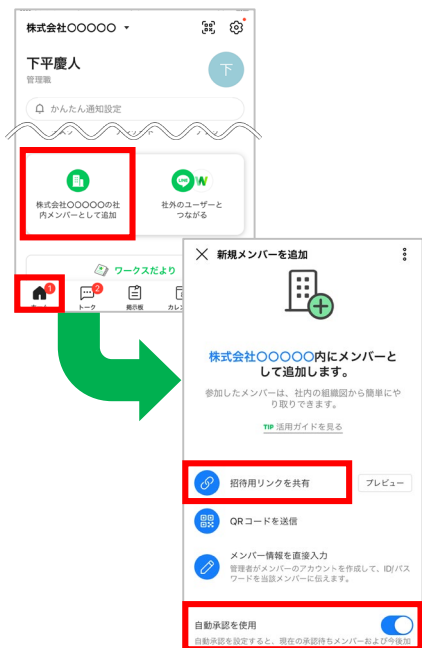 株式会社〇〇〇〇〇
下平慶人
下
管理職
かんたん通知設定
株式会社〇〇〇〇〇の社
内メンバーとして追加
LINE W
社外のユーザーと
つながる
ワークスだより
1
2
トーク
掲示板
新規メンバーを追加
株式会社〇〇〇〇〇内にメンバーと
して追加します。
参加したメンバーは、社内の組織図から簡単にや
り取りできます。
TIP 活用ガイドを見る
招待用リンクを共有
プレビュー
QRコードを送信
メンバー情報を直接入力
管理者がメンバーのアカウントを作成して、ID/パス
ワードを当該メンバーに伝えます。
自動承認を使用
自動承認を設定すると、現在の承認待ちメンバーおよび今後加